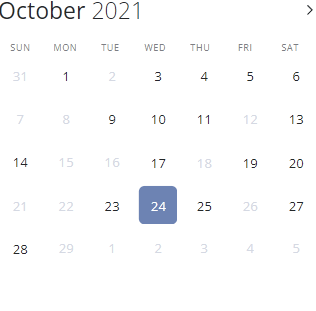 October 2021
SUN MON TUE WED THU FRI SAT
31 1 2 3 4 5 6
7 8 9 10 11 12 13
14 15 16 17 18 19 20
21 22 23 24 25 26 27
28 29 1 2 3 4 5